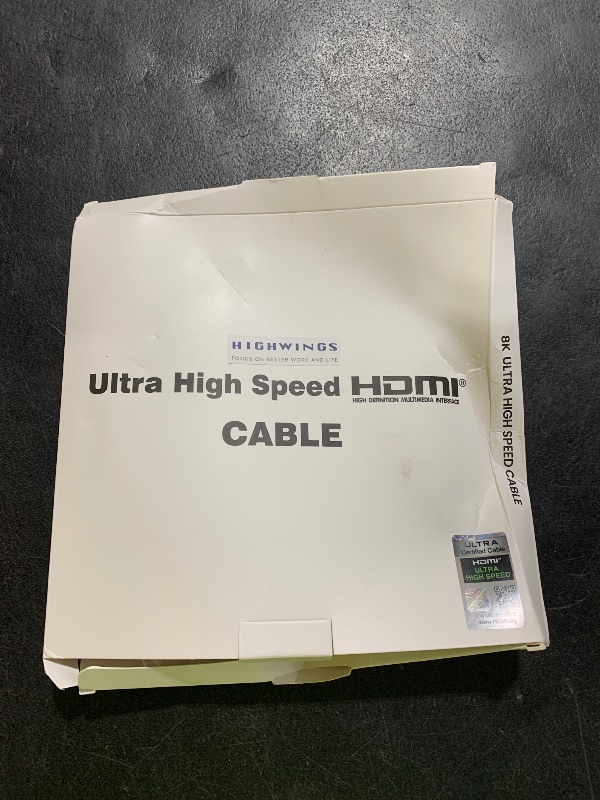 HIGHWINGS
FOCUS ON BETTER WORK AND LIFE
Ultra High Speed HDMI®
HIGH DEFINITION MULTIMEDIA INTERFACE
CABLE
8K ULTRA HIGH SPEED CABLE
ULTRA
Certified Cable
HDMI™
ULTRA
HIGH SPEED